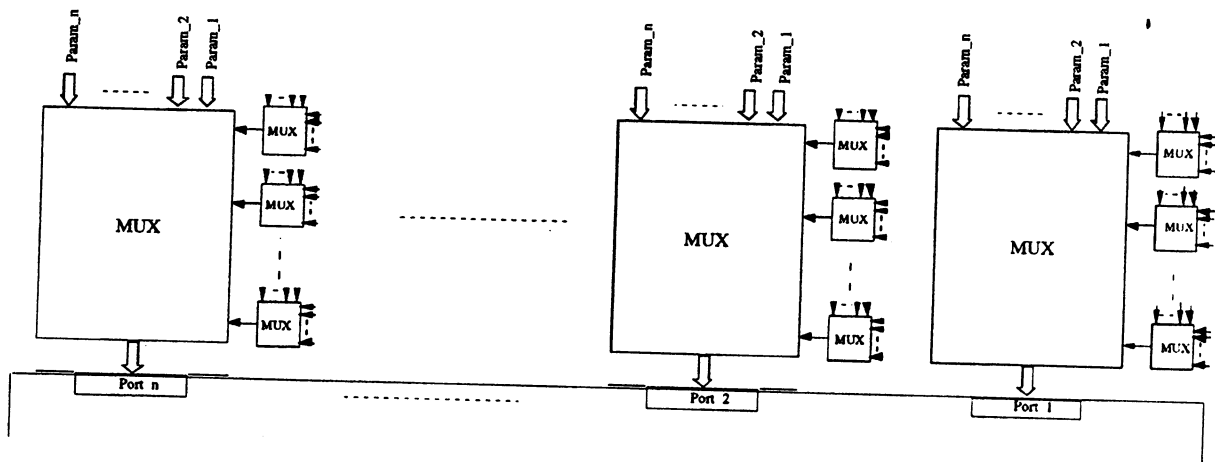 Param_n
Param_2
Param_1
Param_n
Param_2
Param_1
Param_n
Param_2
Param_1
MUX
MUX
MUX
MUX
MUX
MUX
MUX
MUX
MUX
MUX
MUX
MUX
Port n
Port 2
Port 1